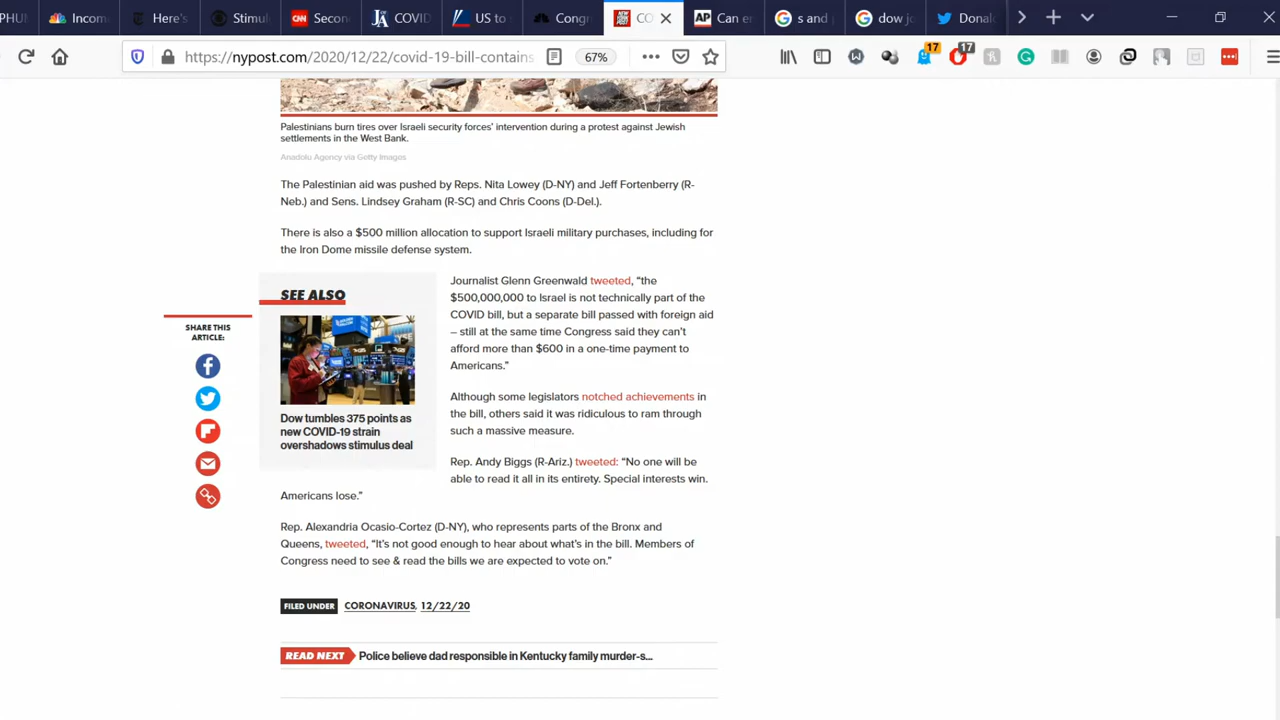 PHUN
Incom
Here's
Stimul
CNN Secon
COVID
US to s
Congr
CO
AP Can en
s and
dow jo
Donal
https://nypost.com/2020/12/22/covid-19-bill-contains
67%
17
17
Palestinians burn tires over Israeli security forces' intervention during a protest against Jewish
settlements in the West Bank.
Anadolu Agency via Getty Images
The Palestinian aid was pushed by Reps. Nita Lowey (D-NY) and Jeff Fortenberry (R-
Neb.) and Sens. Lindsey Graham (R-SC) and Chris Coons (D-Del.).
There is also a $500 million allocation to support Israeli military purchases, including for
the Iron Dome missile defense system.
SHARE THIS
ARTICLE:
SEE ALSO
Dow tumbles 375 points as
new COVID-19 strain
overshadows stimulus deal
Journalist Glenn Greenwald tweeted, “the
$500,000,000 to Israel is not technically part of the
COVID bill, but a separate bill passed with foreign aid
– still at the same time Congress said they can’t
afford more than $600 in a one-time payment to
Americans.”
Although some legislators notched achievements in
the bill, others said it was ridiculous to ram through
such a massive measure.
Rep. Andy Biggs (R-Ariz.) tweeted: “No one will be
able to read it all in its entirety. Special interests win.
Americans lose.”
Rep. Alexandria Ocasio-Cortez (D-NY), who represents parts of the Bronx and
Queens, tweeted, “It’s not good enough to hear about what’s in the bill. Members of
Congress need to see & read the bills we are expected to vote on.”
FILED UNDER CORONAVIRUS, 12/22/20
READ NEXT Police believe dad responsible in Kentucky family murder-s...